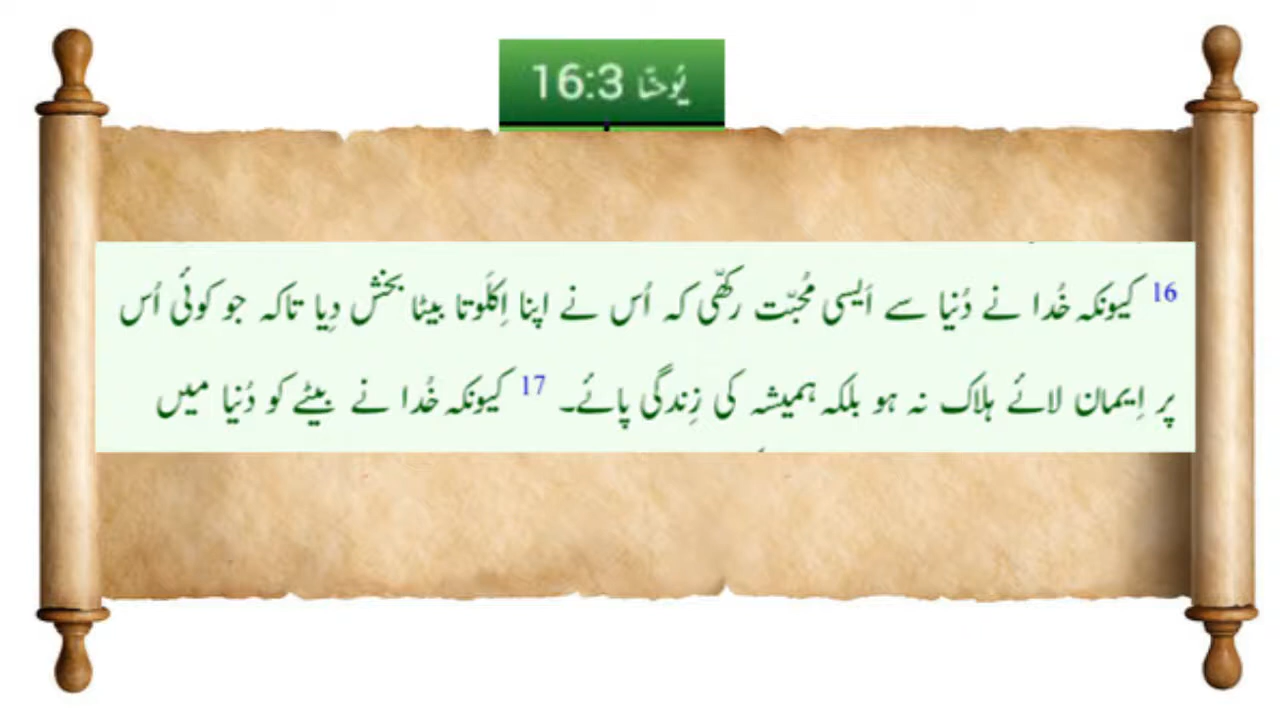 یُوحنّا 16:3
16 کیونکہ خُدا نے دُنیا سے اَیسی مُحبّت رکھّی کہ اُس نے اپنا اِکلَوتا بیٹا بخش دِیا تاکہ جو کوئی اُس
پر اِیمان لائے ہلاک نہ ہو بلکہ ہمیشہ کی زِندگی پائے۔ 17 کیونکہ خُدا نے بیٹے کو دُنیا میں